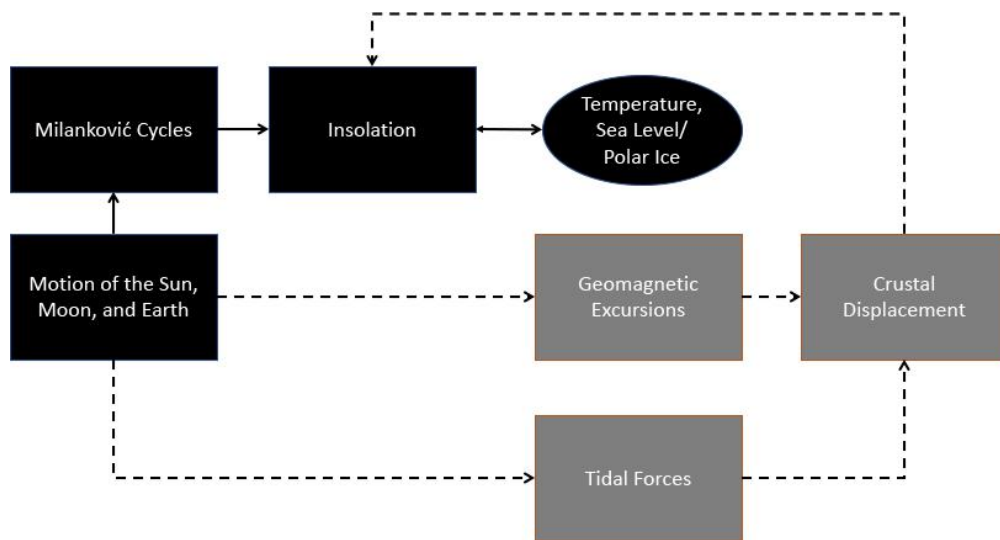 Milanković Cycles
Insolation
Temperature,
Sea Level/
Polar Ice
Motion of the Sun,
Moon, and Earth
Geomagnetic
Excursions
Crustal
Displacement
Tidal Forces